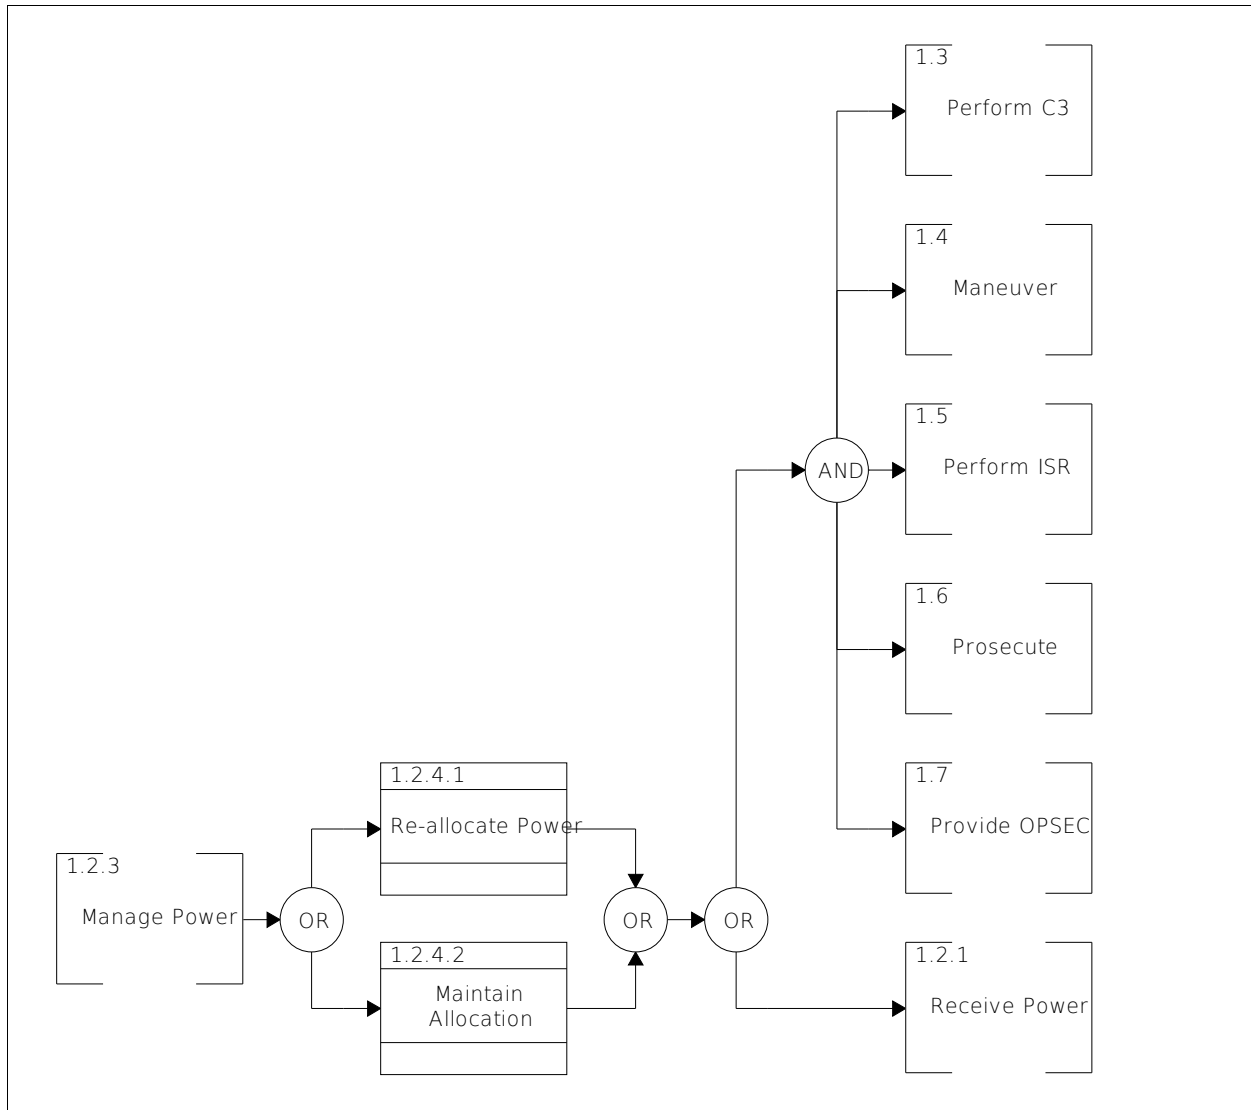 1.3
Perform C3
1.4
Maneuver
1.5
AND
Perform ISR
1.6
Prosecute
1.2.4.1
Re-allocate Power
1.7
Provide OPSEC
1.2.3
Manage Power
OR
OR
OR
1.2.4.2
Maintain
Allocation
1.2.1
Receive Power